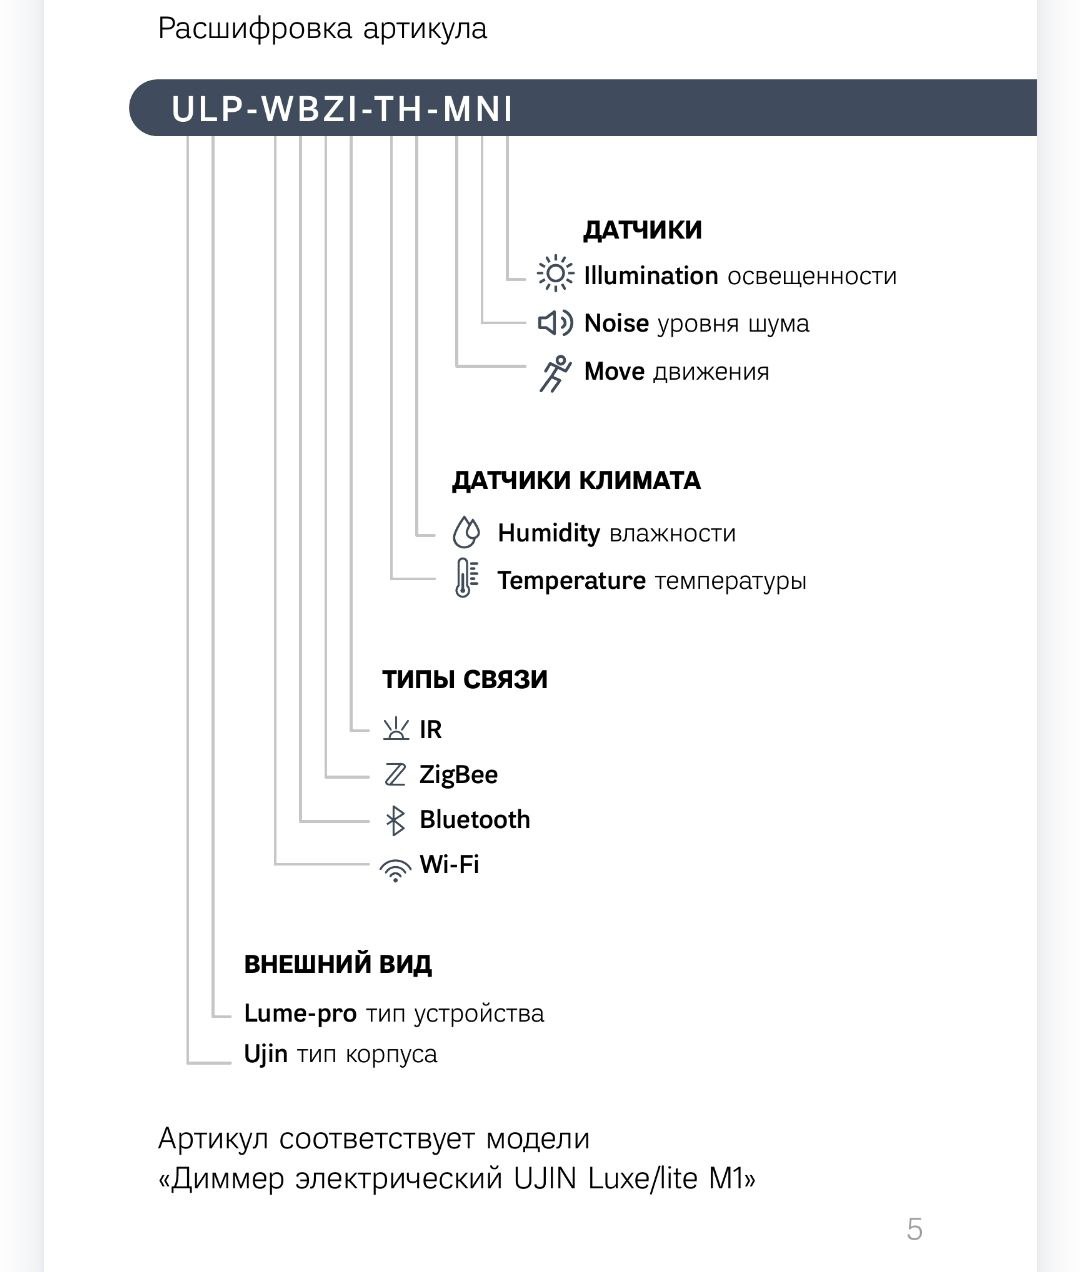 Расшифровка артикула
ULP-WBZI-TH-MNI
ДАТЧИКИ
Illumination освещенности
Noise уровня шума
Move движения
ДАТЧИКИ КЛИМАТА
Humidity влажности
Temperature температуры
ТИПЫ СВЯЗИ
IR
ZigBee
Bluetooth
Wi-Fi
ВНЕШНИЙ ВИД
Lume-pro тип устройства
Ujin тип корпуса
Артикул соответствует модели
«Диммер электрический UJIN Luxe/lite M1»
5